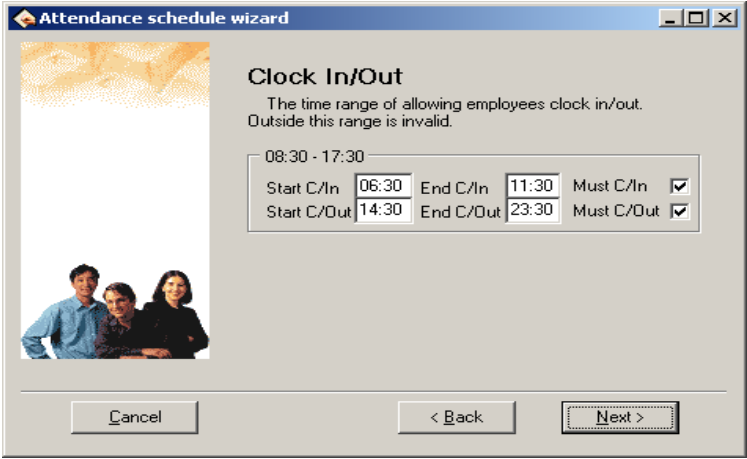 Attendance schedule wizard
Clock In/Out
The time range of allowing employees clock in/out.
Outside this range is invalid.
08:30 - 17:30
Start C/In 06:30 End C/In 11:30 Must C/In
Start C/Out 14:30 End C/Out 23:30 Must C/Out
Cancel < Back Next >